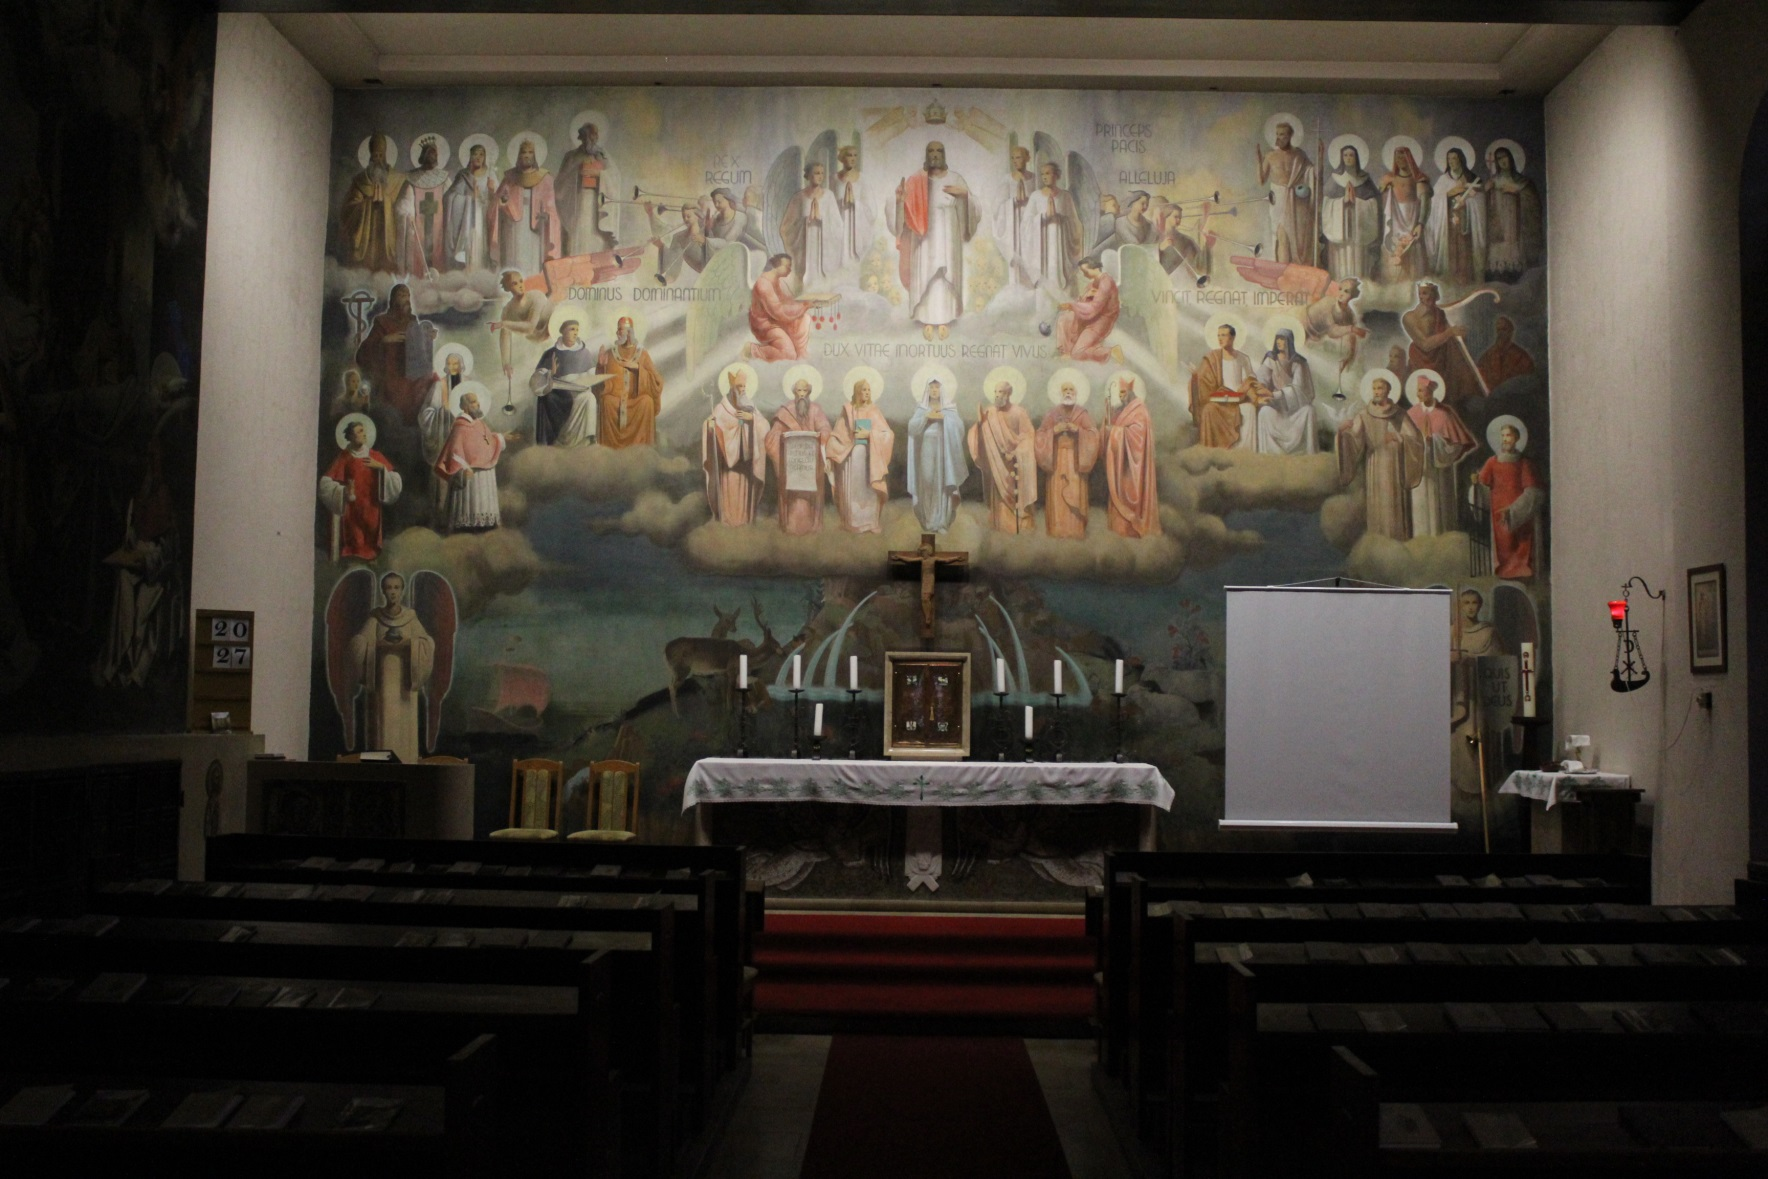 REX
REGUM
PRINCEPS
PACIS
ALLELUJA
DOMINUS DOMINANTIUM
VINCIT REGNAT IMPERAT
DUX VITAE MORTUUS REGNAT VIVUS
20
27
QUIS
UT
DEUS